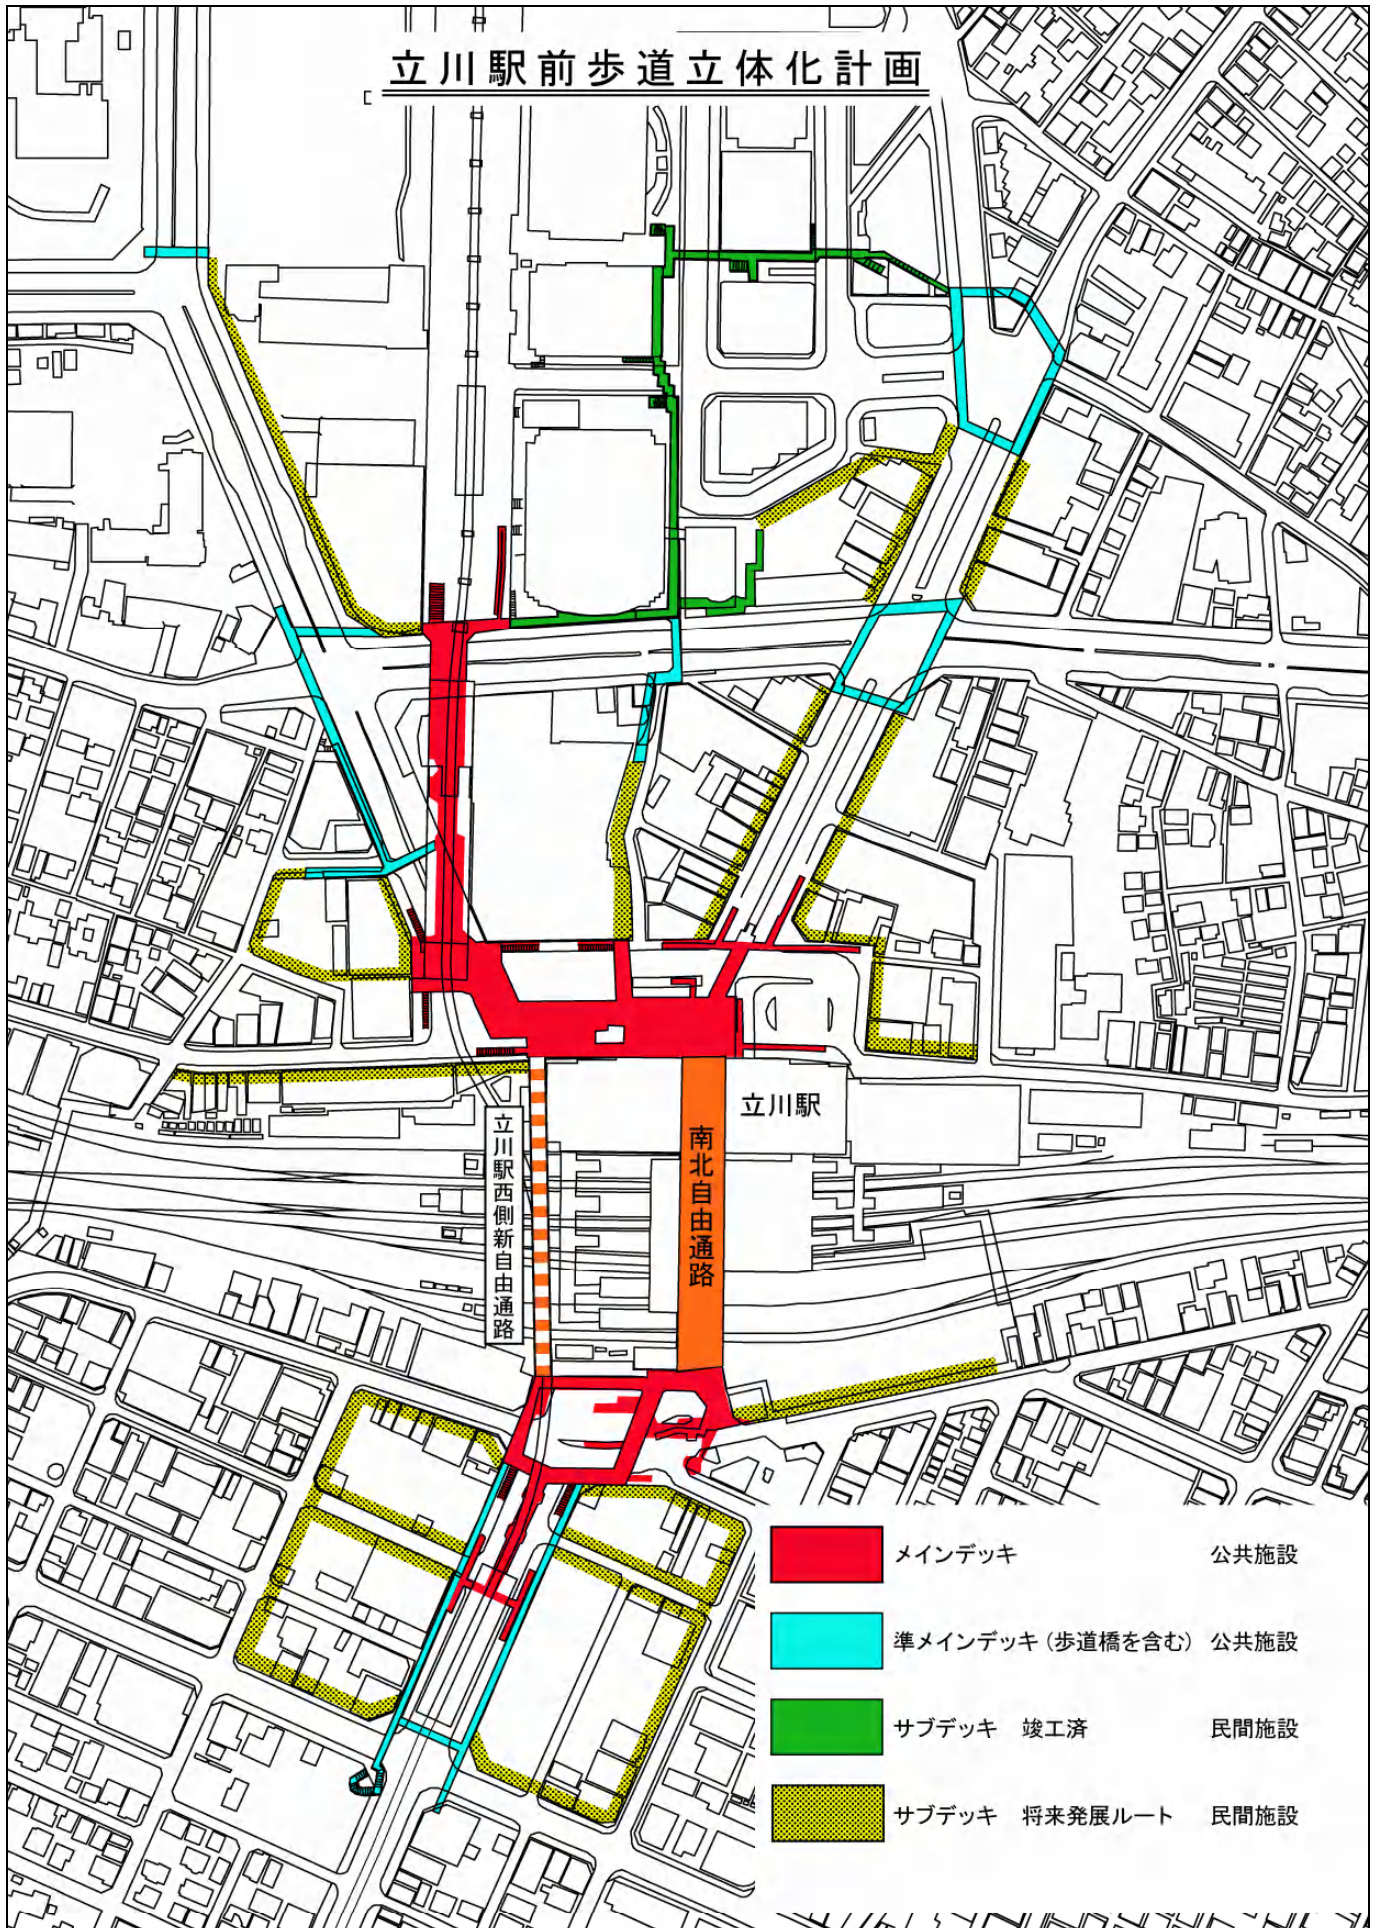 立川駅前歩道立体化計画
立川駅
南北自由通路
立川駅西側新自由通路
メインデッキ 公共施設
準メインデッキ（歩道橋を含む） 公共施設
サブデッキ 竣工済 民間施設
サブデッキ 将来発展ルート 民間施設